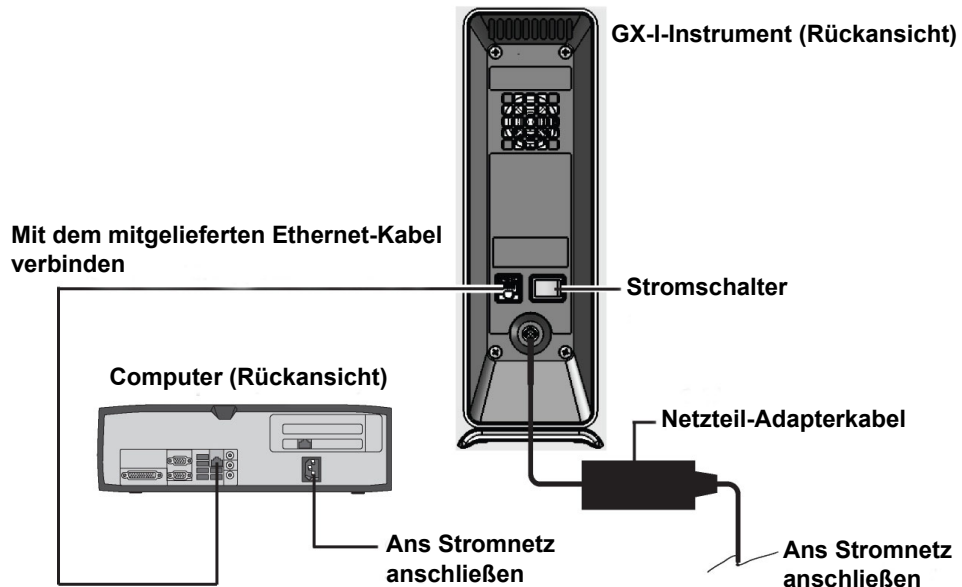 GX-I-Instrument (Rückansicht)
Mit dem mitgelieferten Ethernet-Kabel
verbinden
Stromschalter
Computer (Rückansicht)
Netzteil-Adapterkabel
Ans Stromnetz
anschließen
Ans Stromnetz
anschließen